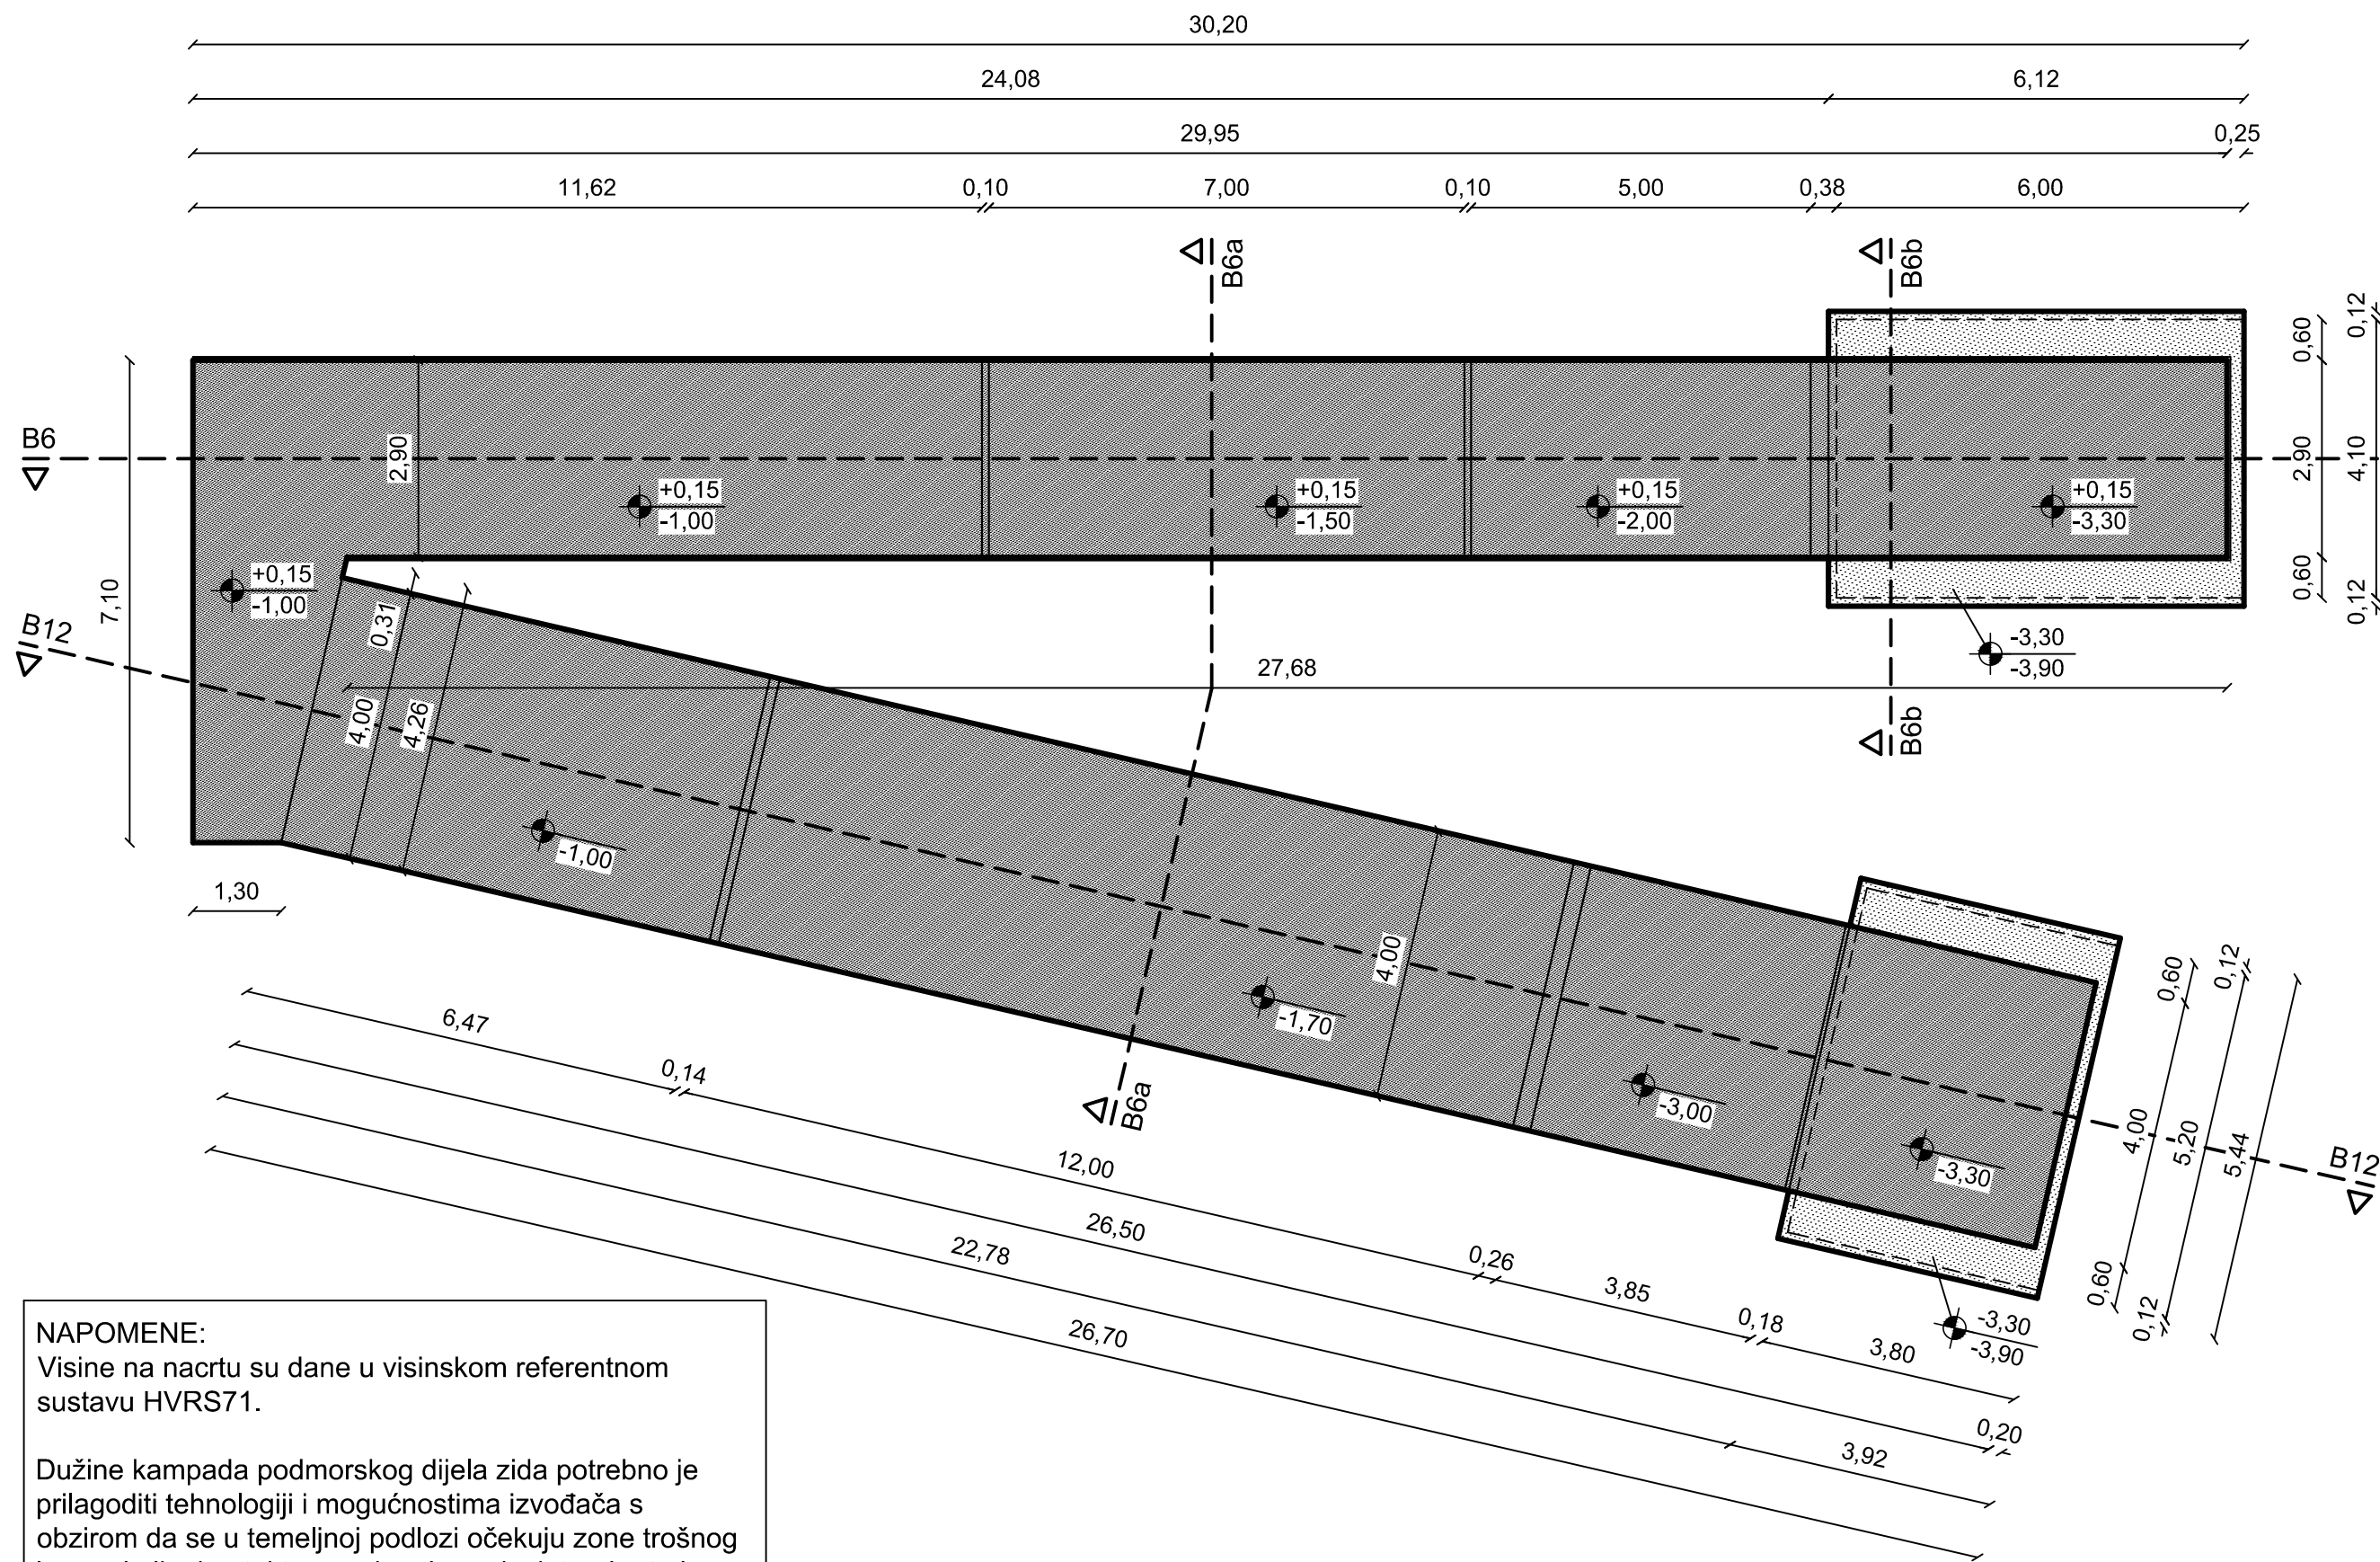 30,20
24,08 6,12
29,95 0,25
11,62 0,10 7,00 0,10 5,00 0,38 6,00
B6a B6b
0,60 0,12
B6
2,90
2,90 4,10
+0,15 +0,15 +0,15 +0,15
-1,00 -1,50 -2,00 -3,30
+0,15
-1,00
7,10
0,60 0,12
B12
0,31
27,68
-3,30
-3,90
4,00 4,26
B6b
-1,00
1,30
4,00
-1,70
-3,00
-3,30
0,60 0,12
4,00 5,20 5,44
B12
0,60 0,12
B6a
6,47
0,14
12,00
0,26
3,85
0,18
3,80
26,50
0,20
22,78
3,92
26,70
-3,30
-3,90
NAPOMENE:
Visine na nacrtu su dane u visinskom referentnom
sustavu HVRS71.
Dužine kampada podmorskog dijela zida potrebno je
prilagoditi tehnologiji i mogućnostima izvođača s
obzirom da se u temeljnoj podlozi očekuju zone trošnog